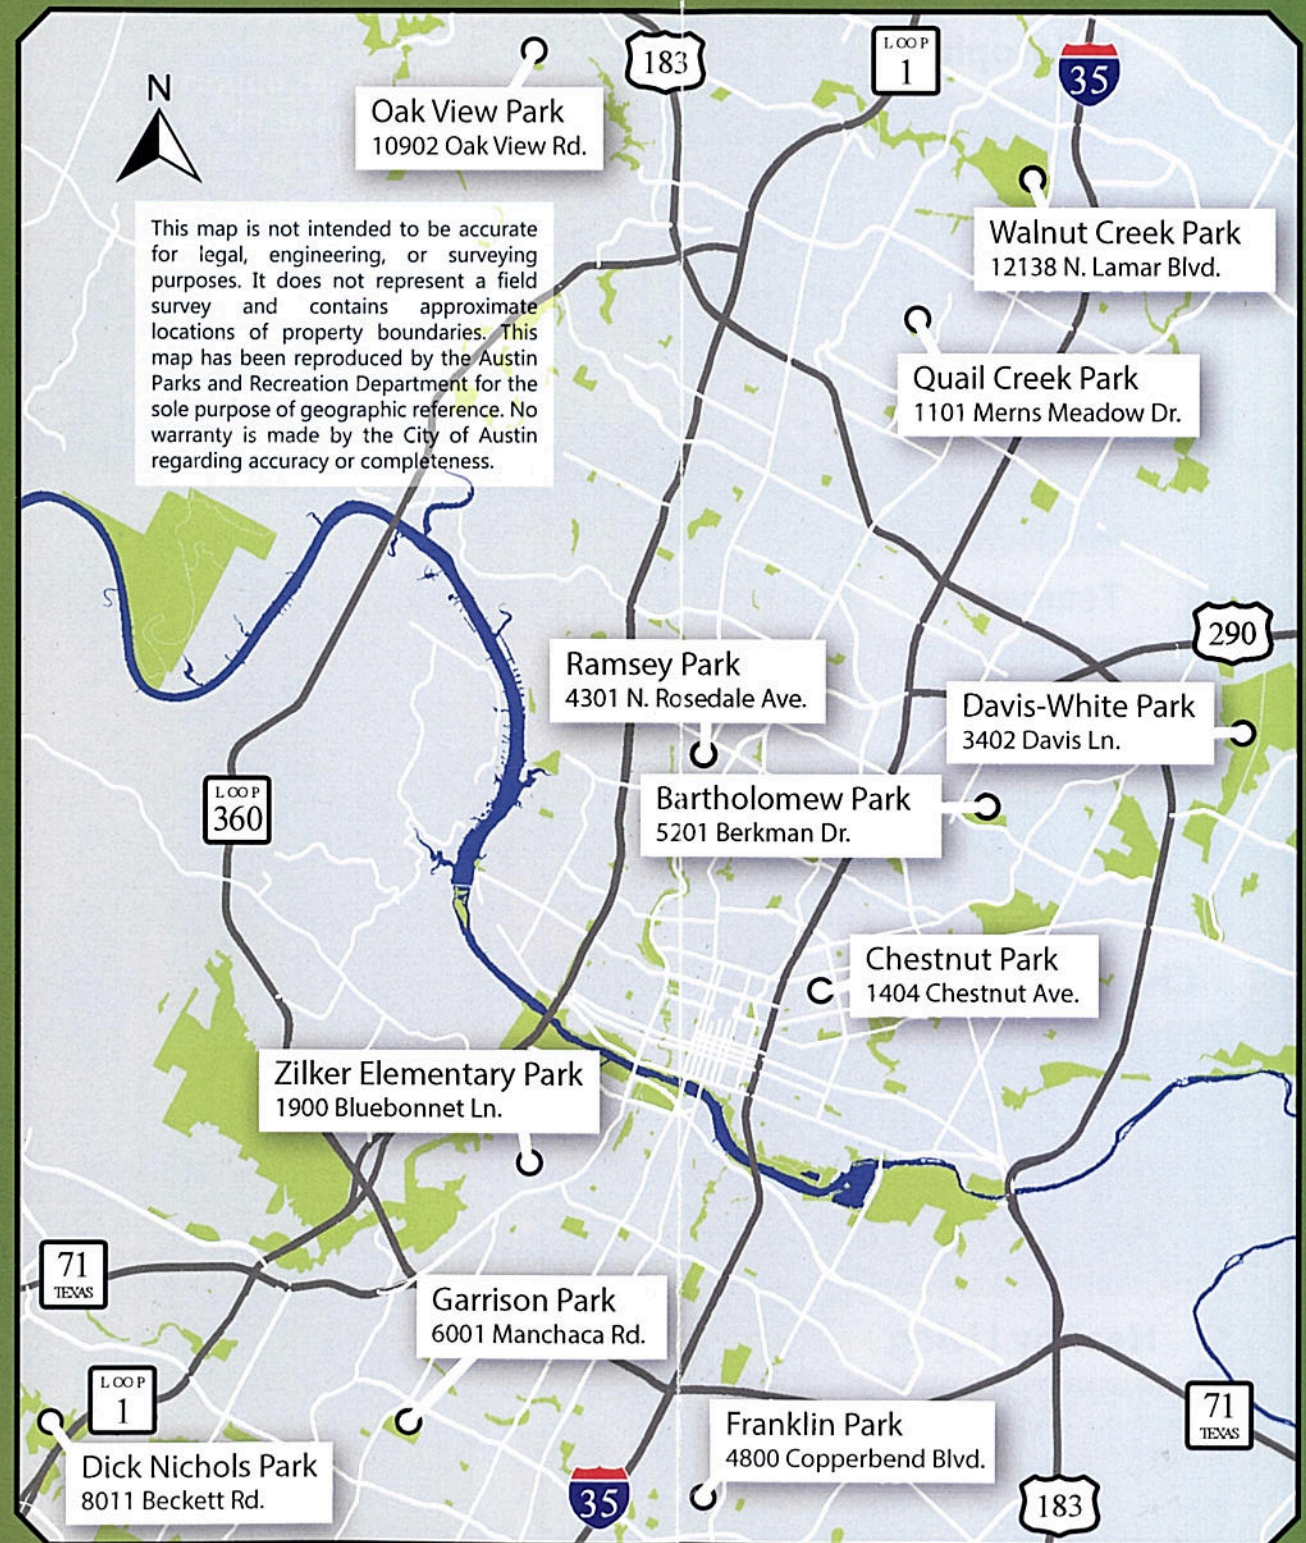 183
LOOP
1
35
N
Oak View Park
10902 Oak View Rd.
This map is not intended to be accurate
for legal, engineering, or surveying
purposes. It does not represent a field
survey and contains approximate
locations of property boundaries. This
map has been reproduced by the Austin
Parks and Recreation Department for the
sole purpose of geographic reference. No
warranty is made by the City of Austin
regarding accuracy or completeness.
Walnut Creek Park
12138 N. Lamar Blvd.
Quail Creek Park
1101 Merns Meadow Dr.
290
Ramsey Park
4301 N. Rosedale Ave.
Davis-White Park
3402 Davis Ln.
LOOP
360
Bartholomew Park
5201 Berkman Dr.
Chestnut Park
1404 Chestnut Ave.
Zilker Elementary Park
1900 Bluebonnet Ln.
71
TEXAS
Garrison Park
6001 Manchaca Rd.
LOOP
1
71
TEXAS
Franklin Park
4800 Copperbend Blvd.
Dick Nichols Park
8011 Beckett Rd.
35
183